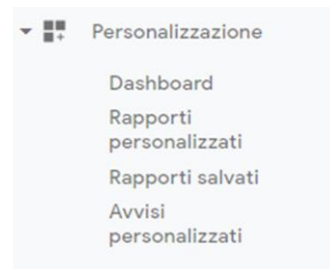 Personalizzazione
Dashboard
Rapporti
personalizzati
Rapporti salvati
Avvisi
personalizzati